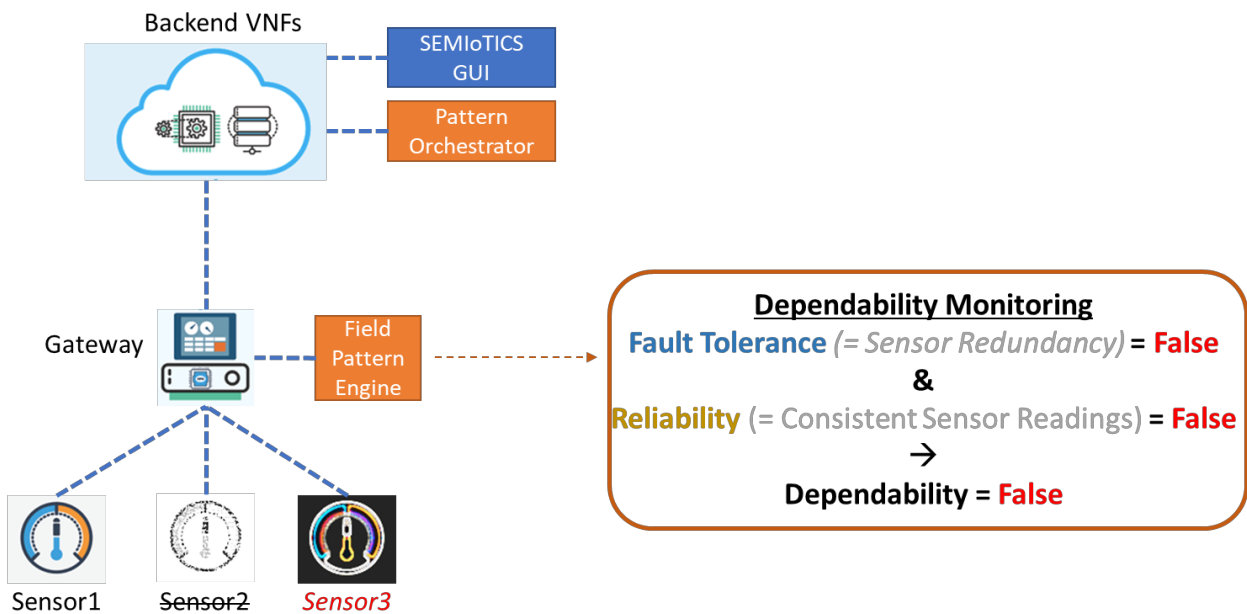 Backend VNFs
SEMIoTICS
GUI
Pattern
Orchestrator
Gateway
Field
Pattern
Engine
Dependability Monitoring
Fault Tolerance (= Sensor Redundancy) = False
&
Reliability (= Consistent Sensor Readings) = False
→
Dependability = False
Sensor1
Sensor2
Sensor3